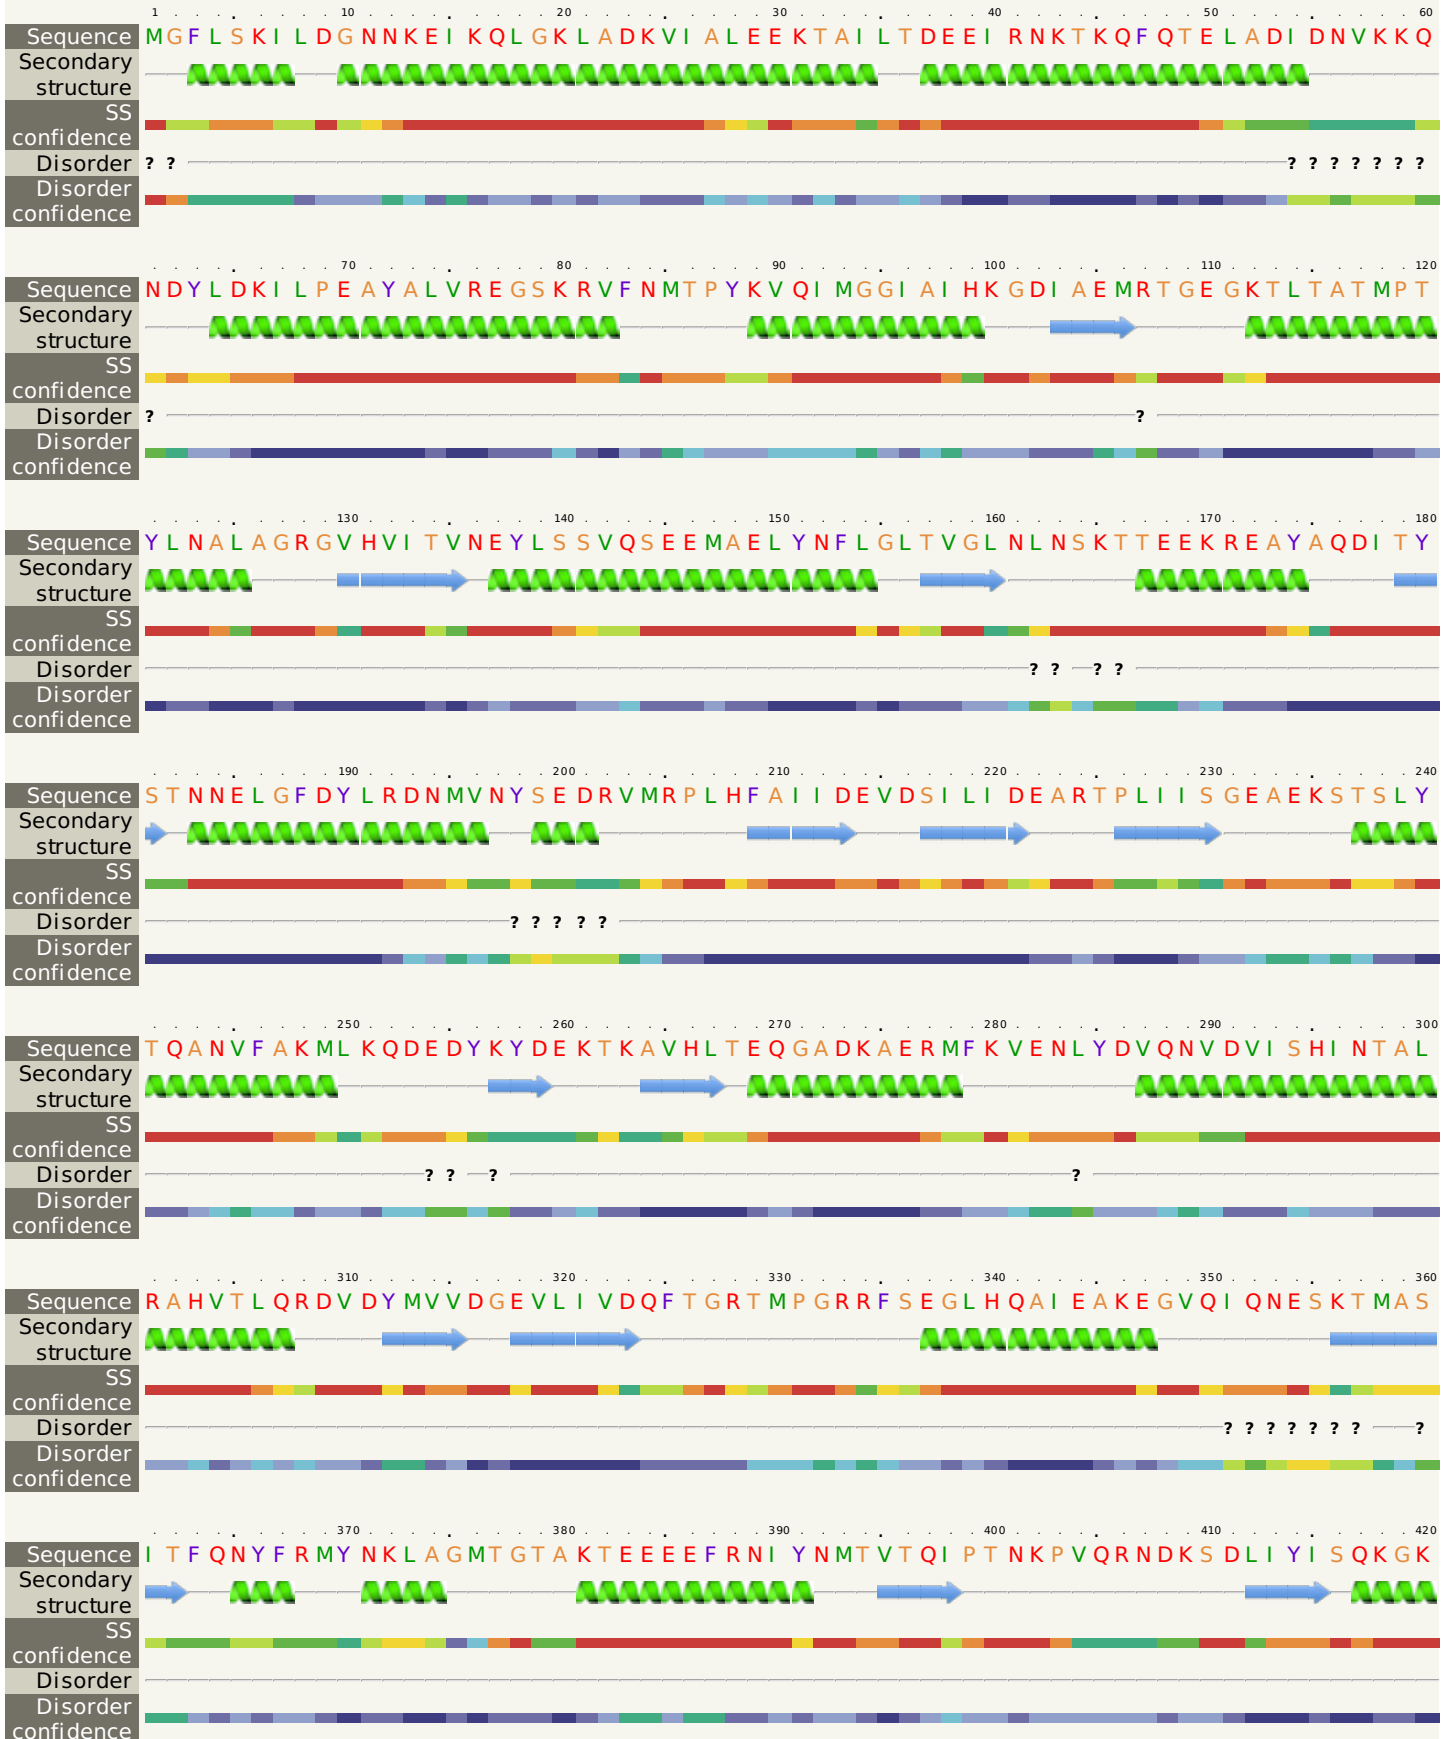 1 10 20 30 40 50 60
Sequence MGFLSKILDGNNKEIKQLGKLADKVIALEEKTAILTDEEIRNKTKQFQTELADIDNVKKQ
Secondary
structure
SS
confidence
Disorder ? ? ? ? ? ? ? ? ?
Disorder
confidence
70 80 90 100 110 120
Sequence NDYLDKILPEAYALVREGSKRVFNMTPYKVQIMGGIAIHKGDIAEMRTGEGKTLTATMPT
Secondary
structure
SS
confidence
Disorder ? ?
Disorder
confidence
130 140 150 160 170 180
Sequence YLNALAGRGVHVITVNEYLSSVQSEEMAELYNFLGLTVGLNLNSKTTEEKREAYAQDITY
Secondary
structure
SS
confidence
Disorder ? ? ? ?
Disorder
confidence
190 200 210 220 230 240
Sequence STNNELGFDYLRDNMVNYSEDRVMRPLHFAIIDEVDSILIDEARTPLIISGEAEKSTSLY
Secondary
structure
SS
confidence
Disorder ? ? ? ? ?
Disorder
confidence
250 260 270 280 290 300
Sequence TQANVFAKMLKQDEDYKYDEKTKAVHLTEQGADKAERMFKVENLYDVQNVDVISHINTAL
Secondary
structure
SS
confidence
Disorder ? ? ? ?
Disorder
confidence
310 320 330 340 350 360
Sequence RAHVTLQRDVDYMVVDGEVLIVDQFTGRTMPGRRFSEGLHQAIEAKEGVQIQNESKTMAS
Secondary
structure
SS
confidence
Disorder ? ? ? ? ? ? ? ?
Disorder
confidence
370 380 390 400 410 420
Sequence ITFQNYFRMYNKLAGMTGTAKTEEEEFRNIYNMTVTQIPTNKPVQRNDKSDLIYISQKGK
Secondary
structure
SS
confidence
Disorder
Disorder
confidence